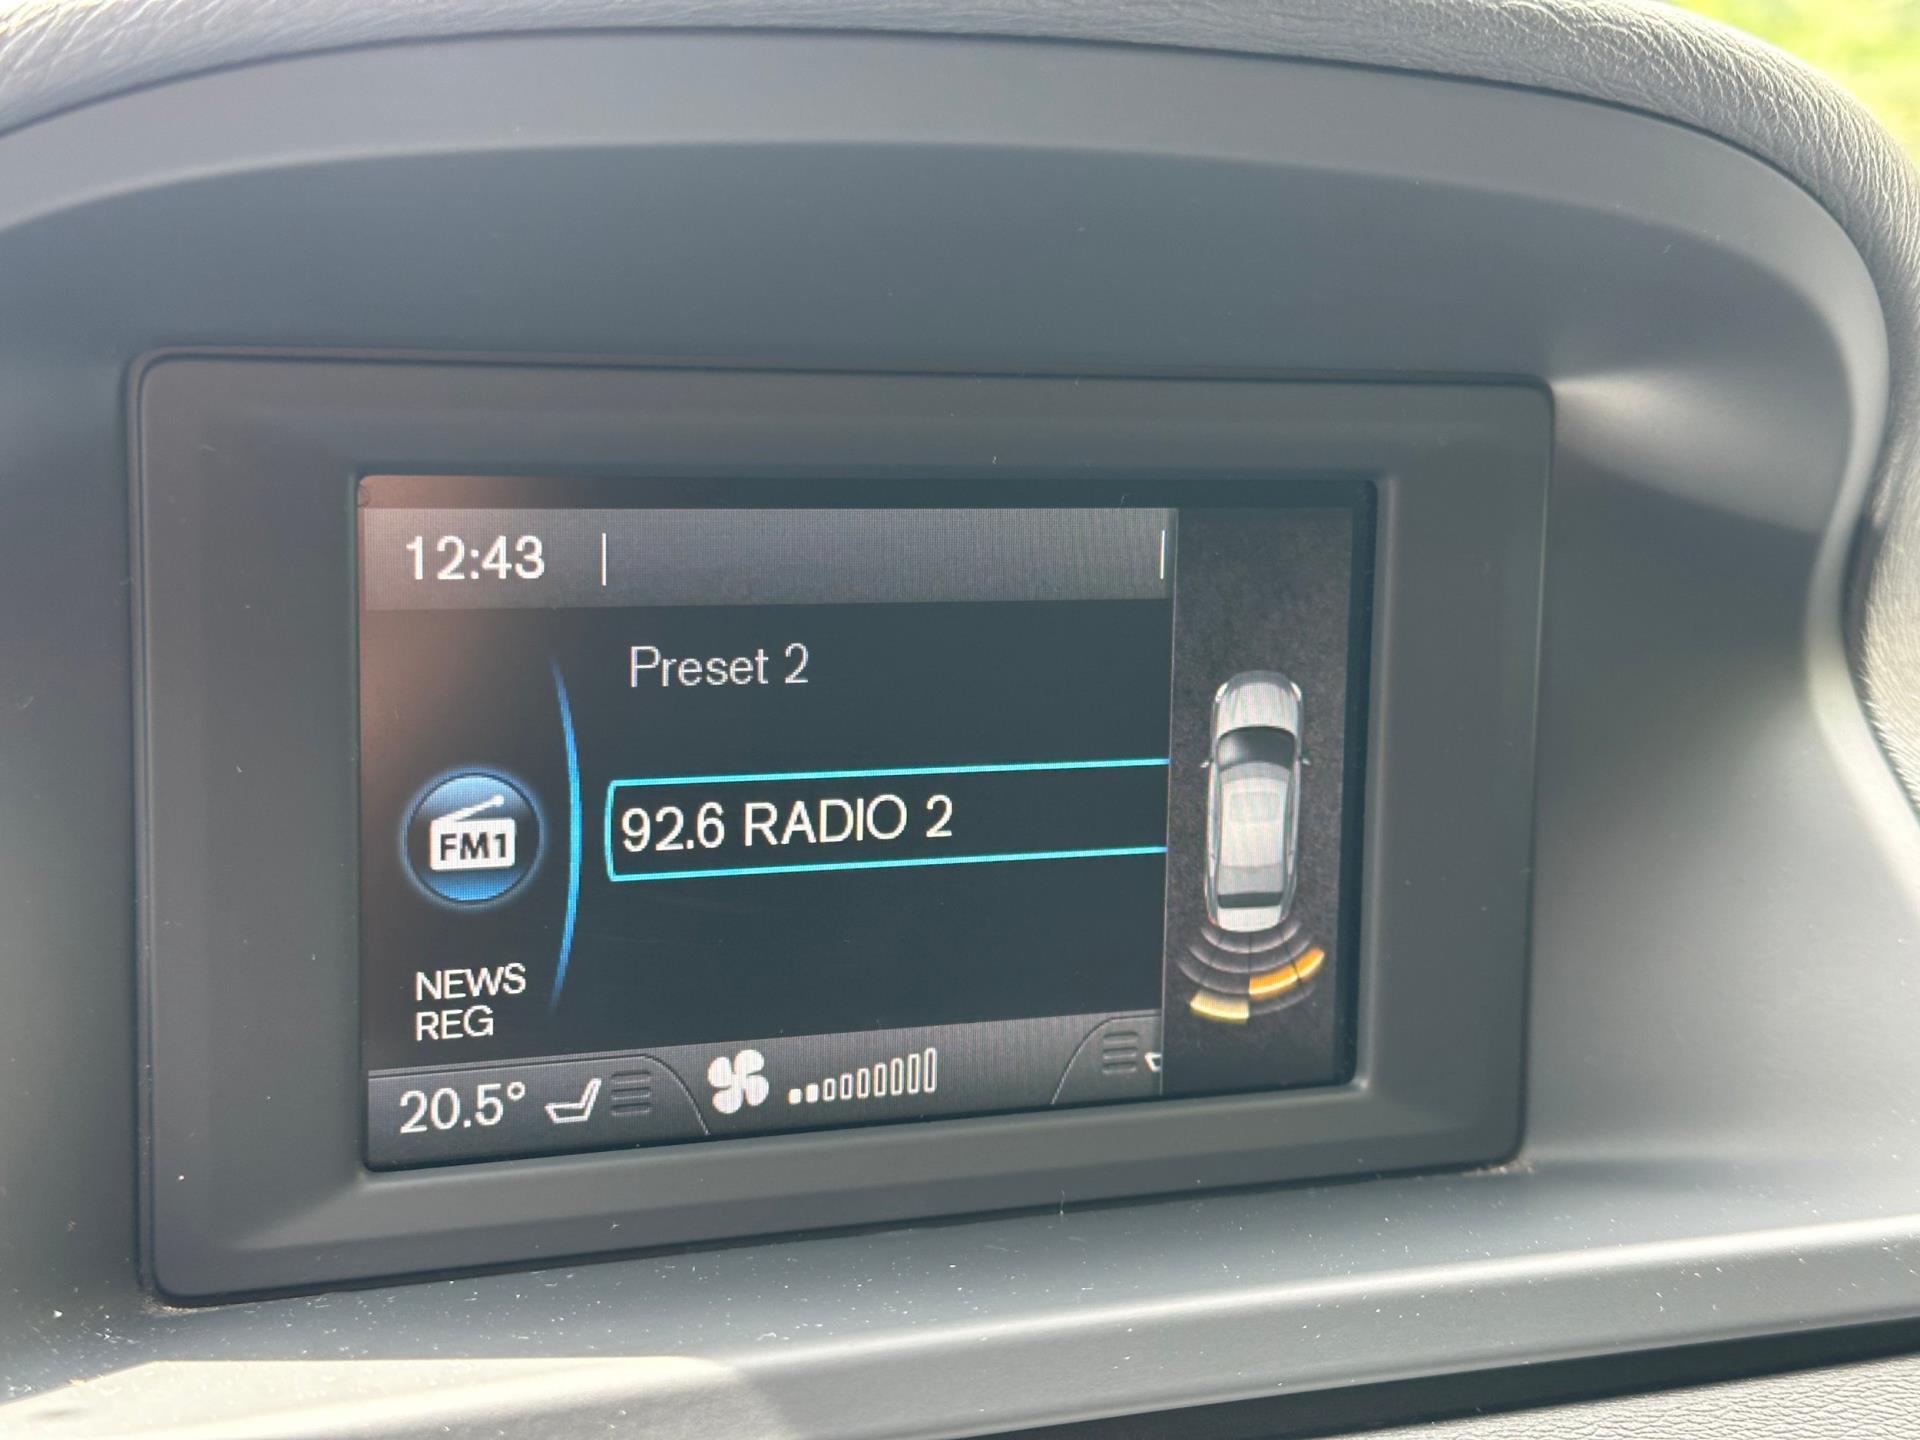 12:43
Preset 2
92.6 RADIO 2
FM1
NEWS
REG
20.5°